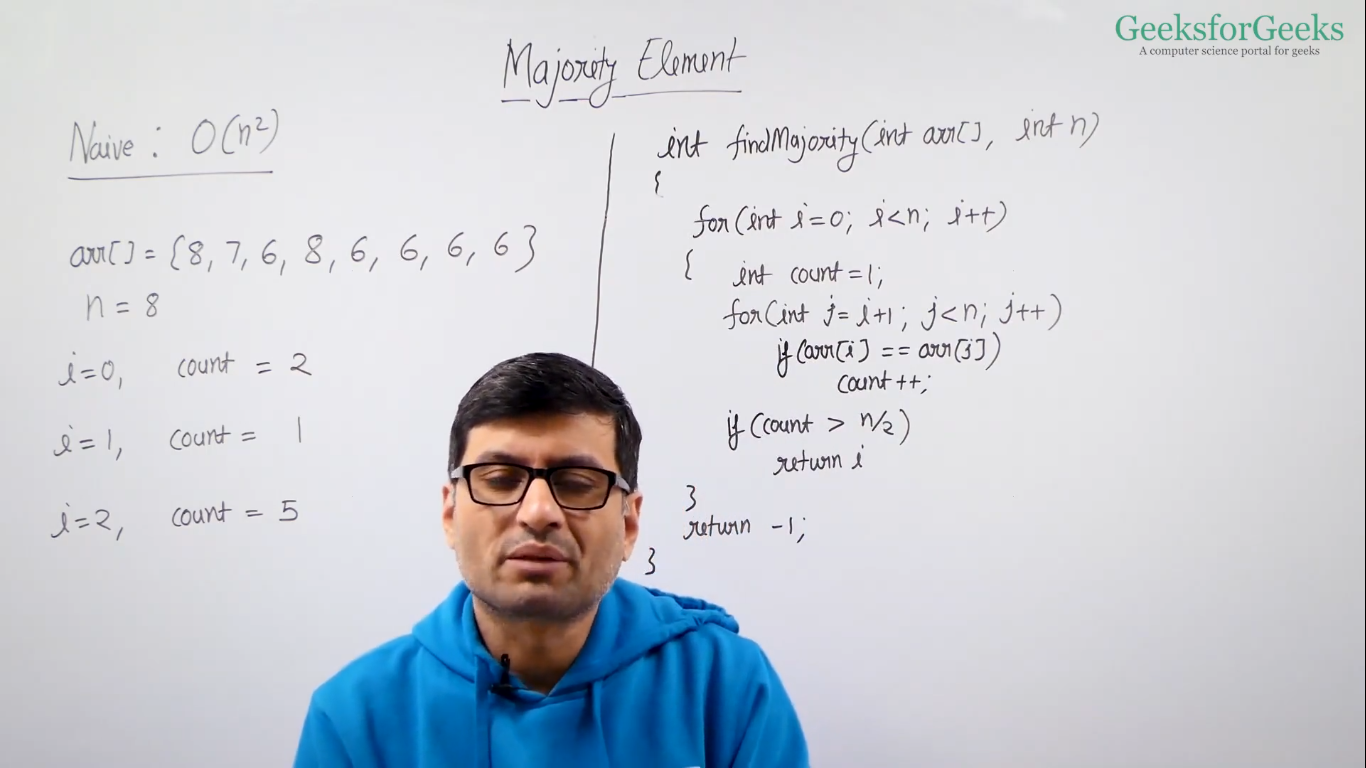 GeeksforGeeks
A computer science portal for geeks
Majority Element
Naive : O(n²)
arr[] = {8, 7, 6, 8, 6, 6, 6, 6}
n = 8
i=0, count = 2
i=1, count = 1
i=2, count = 5
int findMajority(int arr[], int n)
{
for(int i=0; i<n; i++)
{
int count=1;
for(int j=i+1; j<n; j++)
if(arr[i] == arr[j])
count++;
if(count > n/2)
return i
}
return -1;
}